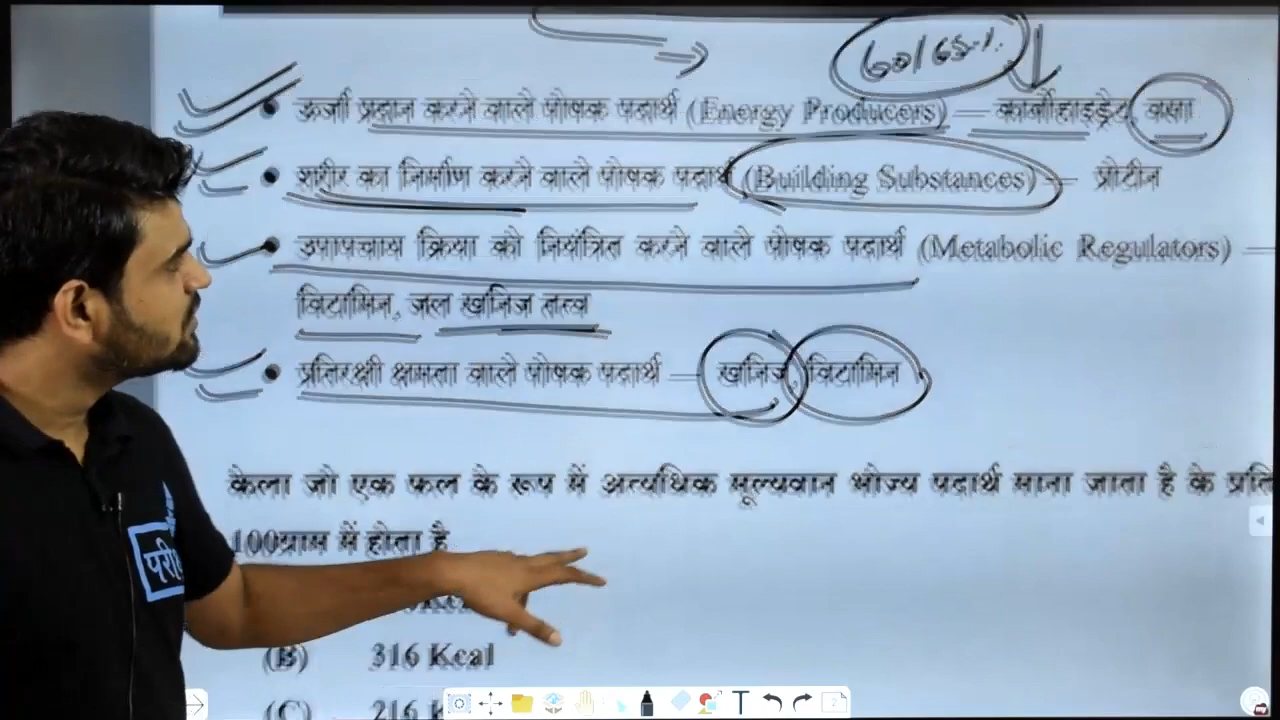 60/65%
• ऊर्जा प्रदान करने वाले पोषक पदार्थ (Energy Producers) — कार्बोहाइड्रेट, वसा
• शरीर का निर्माण करने वाले पोषक पदार्थ (Building Substances) — प्रोटीन
• उपापचाय क्रिया को नियंत्रित करने वाले पोषक पदार्थ (Metabolic Regulators) —
विटामिन, जल खनिज तत्व
• प्रतिरक्षी क्षमता वाले पोषक पदार्थ — खनिज, विटामिन
केला जो एक फल के रूप में अत्यधिक मूल्यवान भोज्य पदार्थ माना जाता है के प्रति
100ग्राम में होता है
(B) 316 Kcal
(C) 216